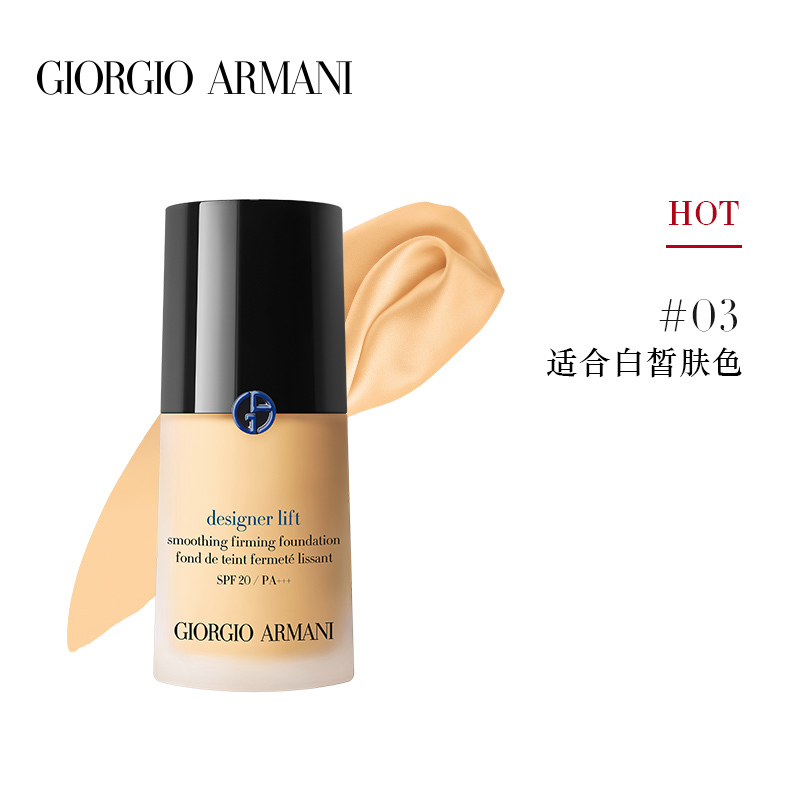 GIORGIO ARMANI
HOT
#03
适合白皙肤色
designer lift
smoothing firming foundation
fond de teint fermeté lissant
SPF 20 / PA+++
GIORGIO ARMANI